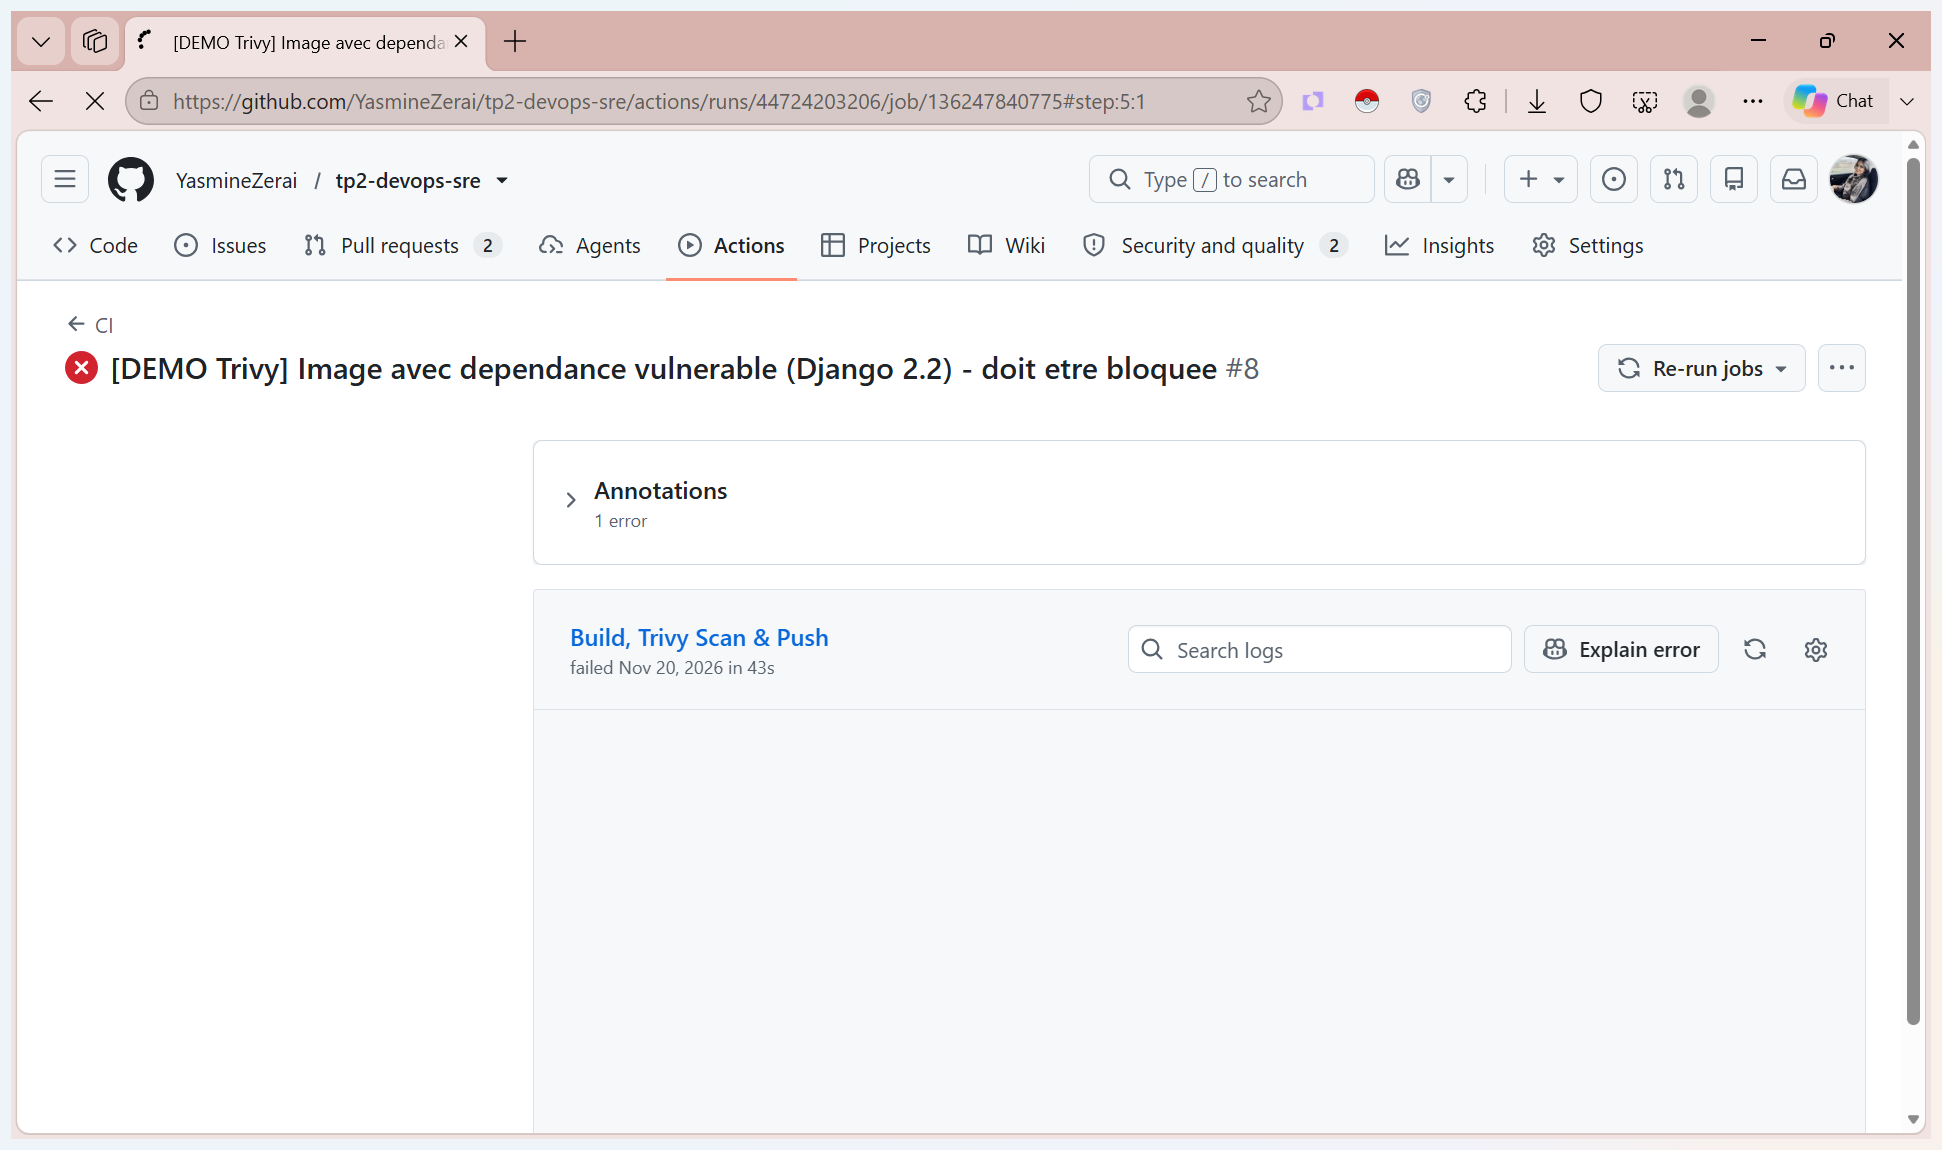 [DEMO Trivy] Image avec dependa
https://github.com/YasmineZerai/tp2-devops-sre/actions/runs/44724203206/job/136247840775#step:5:1
Chat
YasmineZerai / tp2-devops-sre
Type / to search
Code
Issues
Pull requests 2
Agents
Actions
Projects
Wiki
Security and quality 2
Insights
Settings
CI
[DEMO Trivy] Image avec dependance vulnerable (Django 2.2) - doit etre bloquee #8
Re-run jobs
Annotations
1 error
Build, Trivy Scan & Push
failed Nov 20, 2026 in 43s
Search logs
Explain error